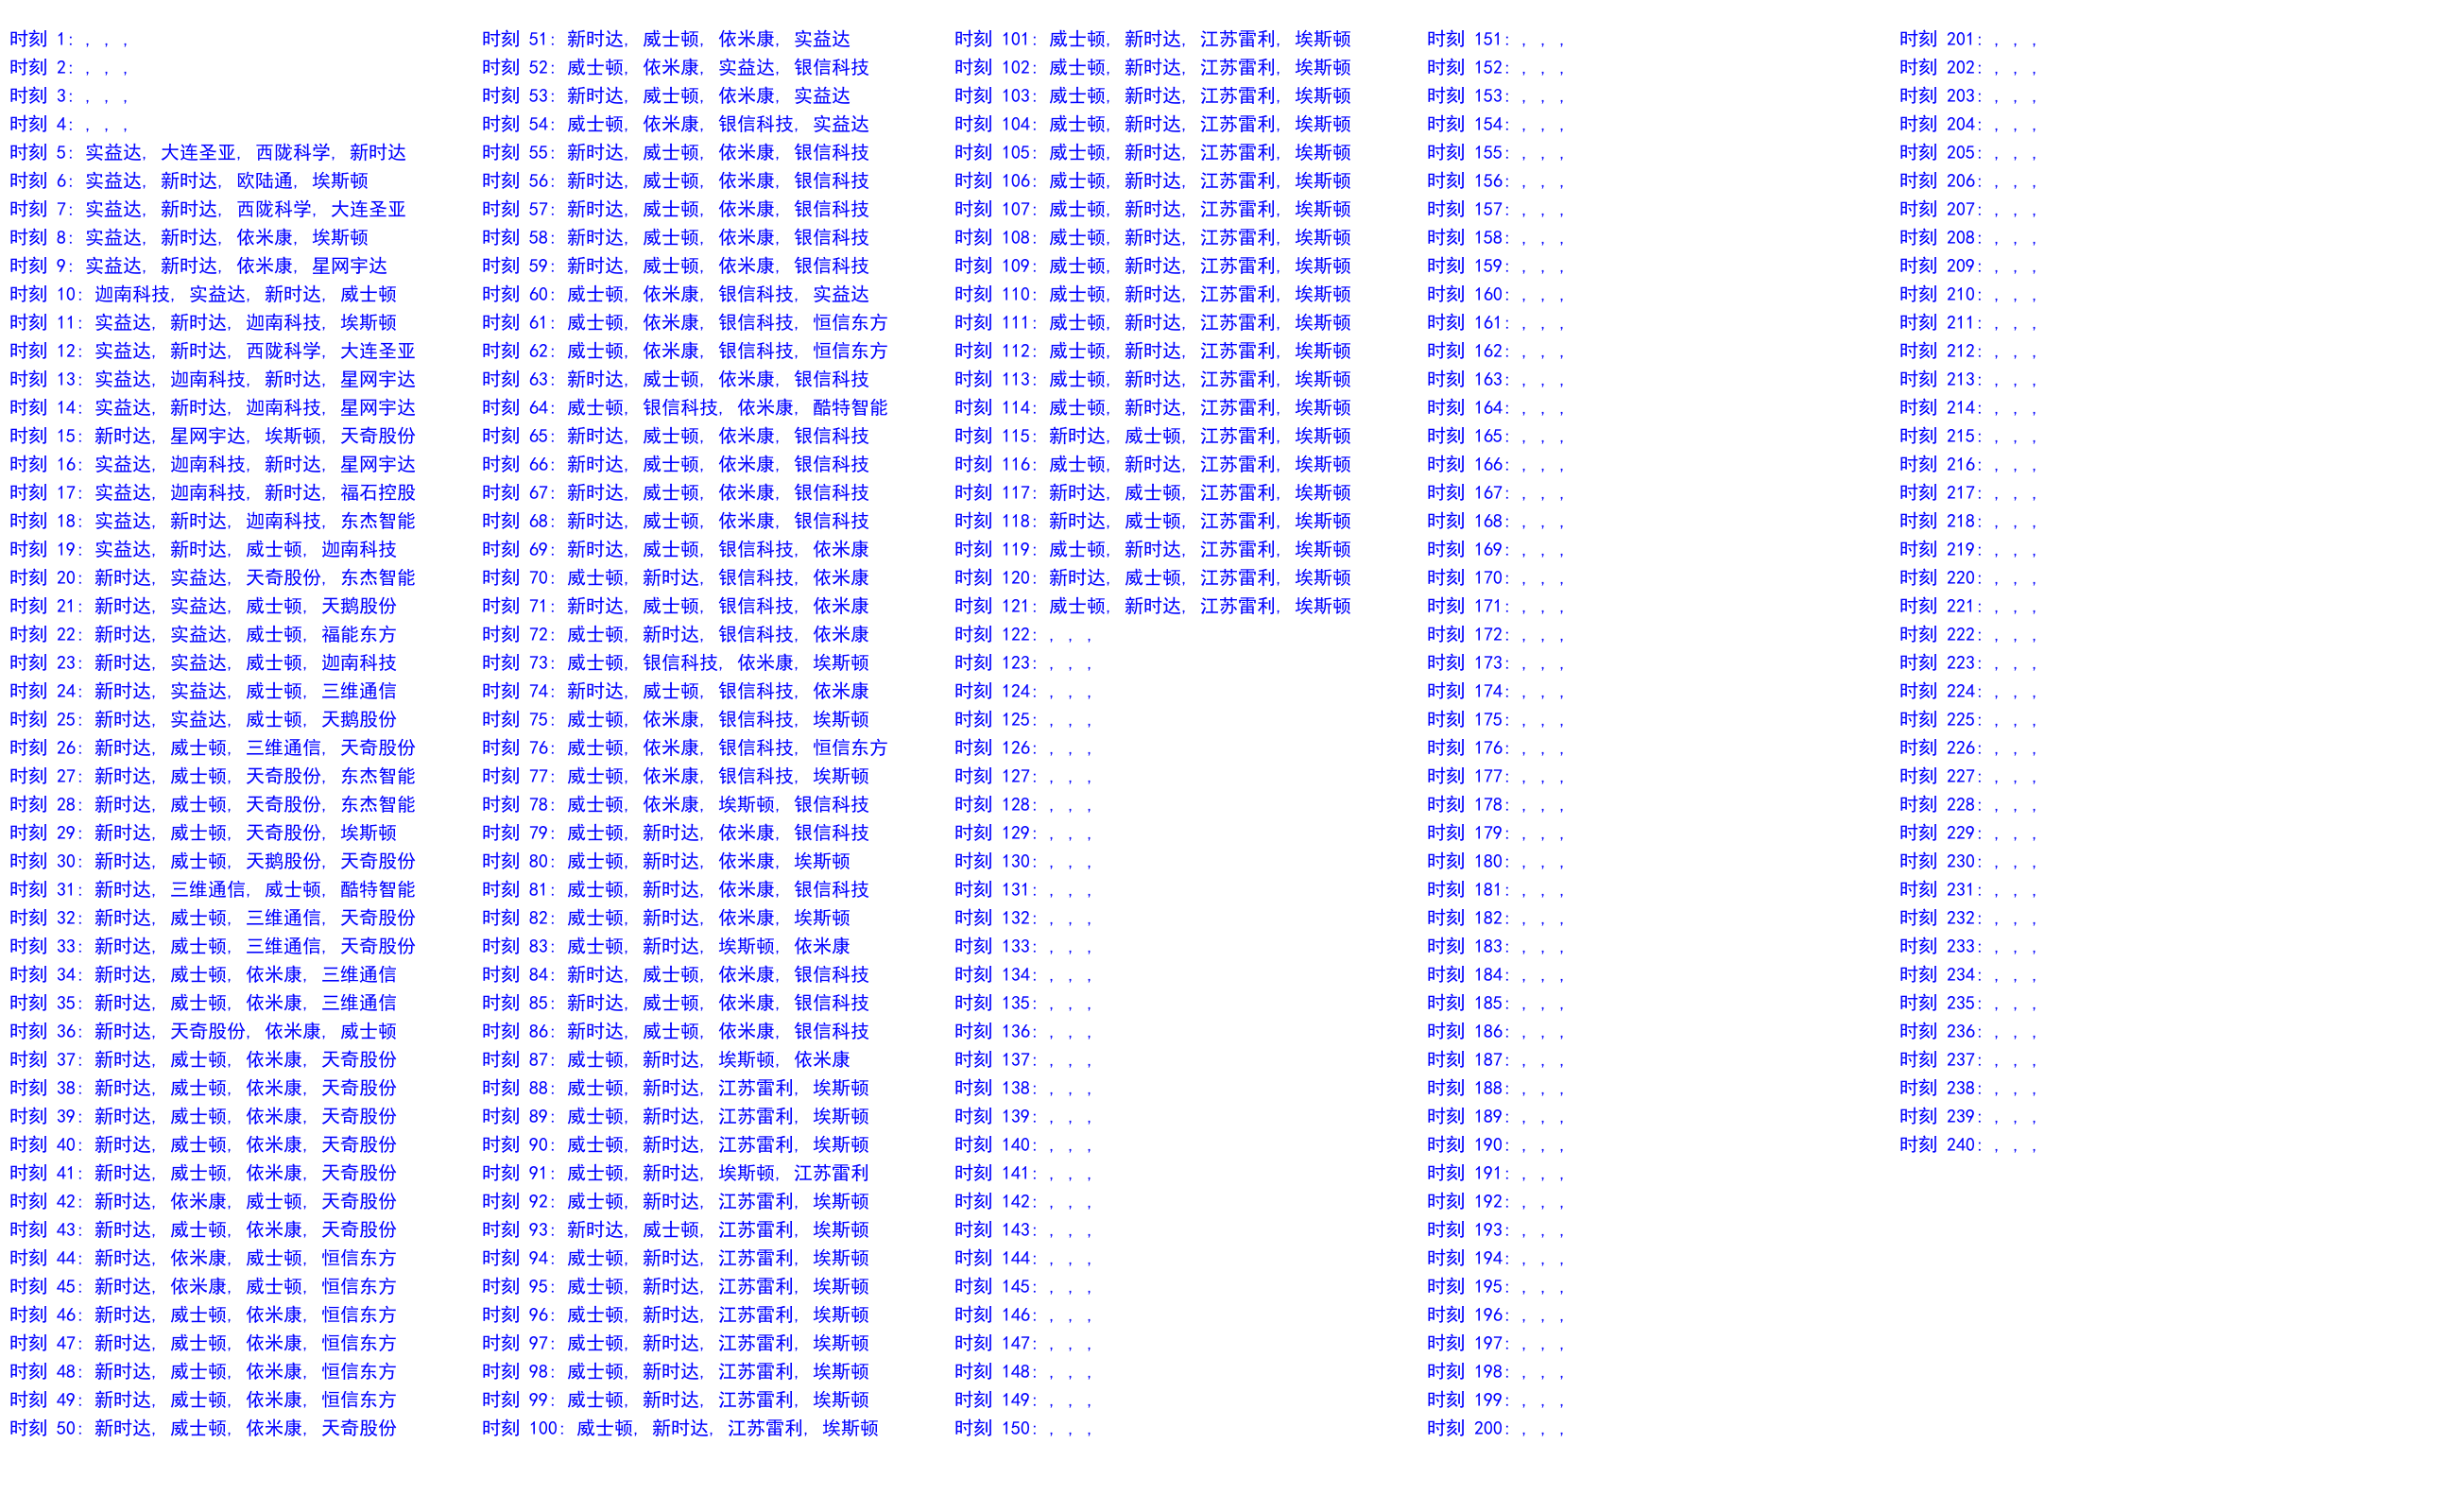 时刻 1: , , ,
时刻 2: , , ,
时刻 3: , , ,
时刻 4: , , ,
时刻 5: 实益达, 大连圣亚, 西陇科学, 新时达
时刻 6: 实益达, 新时达, 欧陆通, 埃斯顿
时刻 7: 实益达, 新时达, 西陇科学, 大连圣亚
时刻 8: 实益达, 新时达, 依米康, 埃斯顿
时刻 9: 实益达, 新时达, 依米康, 星网宇达
时刻 10: 迦南科技, 实益达, 新时达, 威士顿
时刻 11: 实益达, 新时达, 迦南科技, 埃斯顿
时刻 12: 实益达, 新时达, 西陇科学, 大连圣亚
时刻 13: 实益达, 迦南科技, 新时达, 星网宇达
时刻 14: 实益达, 新时达, 迦南科技, 星网宇达
时刻 15: 新时达, 星网宇达, 埃斯顿, 天奇股份
时刻 16: 实益达, 迦南科技, 新时达, 星网宇达
时刻 17: 实益达, 迦南科技, 新时达, 福石控股
时刻 18: 实益达, 新时达, 迦南科技, 东杰智能
时刻 19: 实益达, 新时达, 威士顿, 迦南科技
时刻 20: 新时达, 实益达, 天奇股份, 东杰智能
时刻 21: 新时达, 实益达, 威士顿, 天鹅股份
时刻 22: 新时达, 实益达, 威士顿, 福能东方
时刻 23: 新时达, 实益达, 威士顿, 迦南科技
时刻 24: 新时达, 实益达, 威士顿, 三维通信
时刻 25: 新时达, 实益达, 威士顿, 天鹅股份
时刻 26: 新时达, 威士顿, 三维通信, 天奇股份
时刻 27: 新时达, 威士顿, 天奇股份, 东杰智能
时刻 28: 新时达, 威士顿, 天奇股份, 东杰智能
时刻 29: 新时达, 威士顿, 天奇股份, 埃斯顿
时刻 30: 新时达, 威士顿, 天鹅股份, 天奇股份
时刻 31: 新时达, 三维通信, 威士顿, 酷特智能
时刻 32: 新时达, 威士顿, 三维通信, 天奇股份
时刻 33: 新时达, 威士顿, 三维通信, 天奇股份
时刻 34: 新时达, 威士顿, 依米康, 三维通信
时刻 35: 新时达, 威士顿, 依米康, 三维通信
时刻 36: 新时达, 天奇股份, 依米康, 威士顿
时刻 37: 新时达, 威士顿, 依米康, 天奇股份
时刻 38: 新时达, 威士顿, 依米康, 天奇股份
时刻 39: 新时达, 威士顿, 依米康, 天奇股份
时刻 40: 新时达, 威士顿, 依米康, 天奇股份
时刻 41: 新时达, 威士顿, 依米康, 天奇股份
时刻 42: 新时达, 依米康, 威士顿, 天奇股份
时刻 43: 新时达, 威士顿, 依米康, 天奇股份
时刻 44: 新时达, 依米康, 威士顿, 恒信东方
时刻 45: 新时达, 依米康, 威士顿, 恒信东方
时刻 46: 新时达, 威士顿, 依米康, 恒信东方
时刻 47: 新时达, 威士顿, 依米康, 恒信东方
时刻 48: 新时达, 威士顿, 依米康, 恒信东方
时刻 49: 新时达, 威士顿, 依米康, 恒信东方
时刻 50: 新时达, 威士顿, 依米康, 天奇股份
时刻 51: 新时达, 威士顿, 依米康, 实益达
时刻 52: 威士顿, 依米康, 实益达, 银信科技
时刻 53: 新时达, 威士顿, 依米康, 实益达
时刻 54: 威士顿, 依米康, 银信科技, 实益达
时刻 55: 新时达, 威士顿, 依米康, 银信科技
时刻 56: 新时达, 威士顿, 依米康, 银信科技
时刻 57: 新时达, 威士顿, 依米康, 银信科技
时刻 58: 新时达, 威士顿, 依米康, 银信科技
时刻 59: 新时达, 威士顿, 依米康, 银信科技
时刻 60: 威士顿, 依米康, 银信科技, 实益达
时刻 61: 威士顿, 依米康, 银信科技, 恒信东方
时刻 62: 威士顿, 依米康, 银信科技, 恒信东方
时刻 63: 新时达, 威士顿, 依米康, 银信科技
时刻 64: 威士顿, 银信科技, 依米康, 酷特智能
时刻 65: 新时达, 威士顿, 依米康, 银信科技
时刻 66: 新时达, 威士顿, 依米康, 银信科技
时刻 67: 新时达, 威士顿, 依米康, 银信科技
时刻 68: 新时达, 威士顿, 依米康, 银信科技
时刻 69: 新时达, 威士顿, 银信科技, 依米康
时刻 70: 威士顿, 新时达, 银信科技, 依米康
时刻 71: 新时达, 威士顿, 银信科技, 依米康
时刻 72: 威士顿, 新时达, 银信科技, 依米康
时刻 73: 威士顿, 银信科技, 依米康, 埃斯顿
时刻 74: 新时达, 威士顿, 银信科技, 依米康
时刻 75: 威士顿, 依米康, 银信科技, 埃斯顿
时刻 76: 威士顿, 依米康, 银信科技, 恒信东方
时刻 77: 威士顿, 依米康, 银信科技, 埃斯顿
时刻 78: 威士顿, 依米康, 埃斯顿, 银信科技
时刻 79: 威士顿, 新时达, 依米康, 银信科技
时刻 80: 威士顿, 新时达, 依米康, 埃斯顿
时刻 81: 威士顿, 新时达, 依米康, 银信科技
时刻 82: 威士顿, 新时达, 依米康, 埃斯顿
时刻 83: 威士顿, 新时达, 埃斯顿, 依米康
时刻 84: 新时达, 威士顿, 依米康, 银信科技
时刻 85: 新时达, 威士顿, 依米康, 银信科技
时刻 86: 新时达, 威士顿, 依米康, 银信科技
时刻 87: 威士顿, 新时达, 埃斯顿, 依米康
时刻 88: 威士顿, 新时达, 江苏雷利, 埃斯顿
时刻 89: 威士顿, 新时达, 江苏雷利, 埃斯顿
时刻 90: 威士顿, 新时达, 江苏雷利, 埃斯顿
时刻 91: 威士顿, 新时达, 埃斯顿, 江苏雷利
时刻 92: 威士顿, 新时达, 江苏雷利, 埃斯顿
时刻 93: 新时达, 威士顿, 江苏雷利, 埃斯顿
时刻 94: 威士顿, 新时达, 江苏雷利, 埃斯顿
时刻 95: 威士顿, 新时达, 江苏雷利, 埃斯顿
时刻 96: 威士顿, 新时达, 江苏雷利, 埃斯顿
时刻 97: 威士顿, 新时达, 江苏雷利, 埃斯顿
时刻 98: 威士顿, 新时达, 江苏雷利, 埃斯顿
时刻 99: 威士顿, 新时达, 江苏雷利, 埃斯顿
时刻 100: 威士顿, 新时达, 江苏雷利, 埃斯顿
时刻 101: 威士顿, 新时达, 江苏雷利, 埃斯顿
时刻 102: 威士顿, 新时达, 江苏雷利, 埃斯顿
时刻 103: 威士顿, 新时达, 江苏雷利, 埃斯顿
时刻 104: 威士顿, 新时达, 江苏雷利, 埃斯顿
时刻 105: 威士顿, 新时达, 江苏雷利, 埃斯顿
时刻 106: 威士顿, 新时达, 江苏雷利, 埃斯顿
时刻 107: 威士顿, 新时达, 江苏雷利, 埃斯顿
时刻 108: 威士顿, 新时达, 江苏雷利, 埃斯顿
时刻 109: 威士顿, 新时达, 江苏雷利, 埃斯顿
时刻 110: 威士顿, 新时达, 江苏雷利, 埃斯顿
时刻 111: 威士顿, 新时达, 江苏雷利, 埃斯顿
时刻 112: 威士顿, 新时达, 江苏雷利, 埃斯顿
时刻 113: 威士顿, 新时达, 江苏雷利, 埃斯顿
时刻 114: 威士顿, 新时达, 江苏雷利, 埃斯顿
时刻 115: 新时达, 威士顿, 江苏雷利, 埃斯顿
时刻 116: 威士顿, 新时达, 江苏雷利, 埃斯顿
时刻 117: 新时达, 威士顿, 江苏雷利, 埃斯顿
时刻 118: 新时达, 威士顿, 江苏雷利, 埃斯顿
时刻 119: 威士顿, 新时达, 江苏雷利, 埃斯顿
时刻 120: 新时达, 威士顿, 江苏雷利, 埃斯顿
时刻 121: 威士顿, 新时达, 江苏雷利, 埃斯顿
时刻 122: , , ,
时刻 123: , , ,
时刻 124: , , ,
时刻 125: , , ,
时刻 126: , , ,
时刻 127: , , ,
时刻 128: , , ,
时刻 129: , , ,
时刻 130: , , ,
时刻 131: , , ,
时刻 132: , , ,
时刻 133: , , ,
时刻 134: , , ,
时刻 135: , , ,
时刻 136: , , ,
时刻 137: , , ,
时刻 138: , , ,
时刻 139: , , ,
时刻 140: , , ,
时刻 141: , , ,
时刻 142: , , ,
时刻 143: , , ,
时刻 144: , , ,
时刻 145: , , ,
时刻 146: , , ,
时刻 147: , , ,
时刻 148: , , ,
时刻 149: , , ,
时刻 150: , , ,
时刻 151: , , ,
时刻 152: , , ,
时刻 153: , , ,
时刻 154: , , ,
时刻 155: , , ,
时刻 156: , , ,
时刻 157: , , ,
时刻 158: , , ,
时刻 159: , , ,
时刻 160: , , ,
时刻 161: , , ,
时刻 162: , , ,
时刻 163: , , ,
时刻 164: , , ,
时刻 165: , , ,
时刻 166: , , ,
时刻 167: , , ,
时刻 168: , , ,
时刻 169: , , ,
时刻 170: , , ,
时刻 171: , , ,
时刻 172: , , ,
时刻 173: , , ,
时刻 174: , , ,
时刻 175: , , ,
时刻 176: , , ,
时刻 177: , , ,
时刻 178: , , ,
时刻 179: , , ,
时刻 180: , , ,
时刻 181: , , ,
时刻 182: , , ,
时刻 183: , , ,
时刻 184: , , ,
时刻 185: , , ,
时刻 186: , , ,
时刻 187: , , ,
时刻 188: , , ,
时刻 189: , , ,
时刻 190: , , ,
时刻 191: , , ,
时刻 192: , , ,
时刻 193: , , ,
时刻 194: , , ,
时刻 195: , , ,
时刻 196: , , ,
时刻 197: , , ,
时刻 198: , , ,
时刻 199: , , ,
时刻 200: , , ,
时刻 201: , , ,
时刻 202: , , ,
时刻 203: , , ,
时刻 204: , , ,
时刻 205: , , ,
时刻 206: , , ,
时刻 207: , , ,
时刻 208: , , ,
时刻 209: , , ,
时刻 210: , , ,
时刻 211: , , ,
时刻 212: , , ,
时刻 213: , , ,
时刻 214: , , ,
时刻 215: , , ,
时刻 216: , , ,
时刻 217: , , ,
时刻 218: , , ,
时刻 219: , , ,
时刻 220: , , ,
时刻 221: , , ,
时刻 222: , , ,
时刻 223: , , ,
时刻 224: , , ,
时刻 225: , , ,
时刻 226: , , ,
时刻 227: , , ,
时刻 228: , , ,
时刻 229: , , ,
时刻 230: , , ,
时刻 231: , , ,
时刻 232: , , ,
时刻 233: , , ,
时刻 234: , , ,
时刻 235: , , ,
时刻 236: , , ,
时刻 237: , , ,
时刻 238: , , ,
时刻 239: , , ,
时刻 240: , , ,